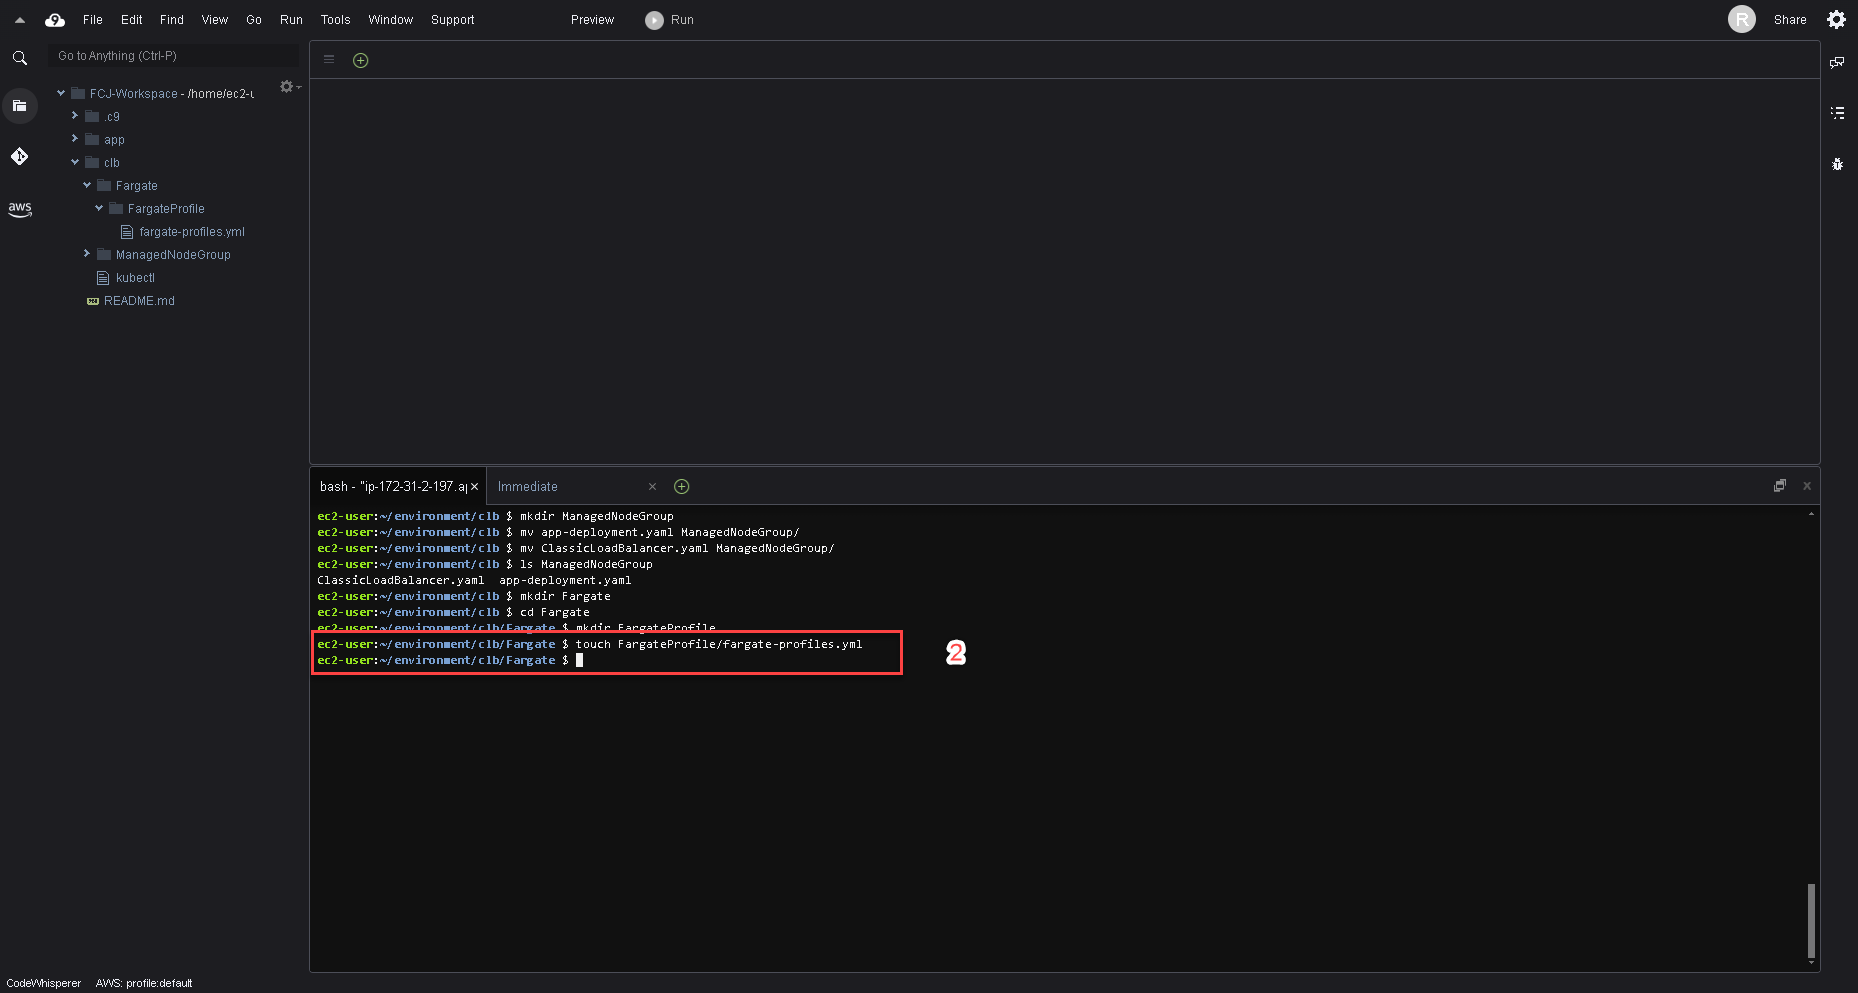 9 File Edit Find View Go Run Tools Window Support Preview Run R Share
Go to Anything (Ctrl-P)
FCJ-Workspace - /home/ec2-u
.c9
app
clb
Fargate
FargateProfile
fargate-profiles.yml
ManagedNodeGroup
kubectl
README.md
aws
bash - "ip-172-31-2-197.ap Immediate
ec2-user:~/environment/clb $ mkdir ManagedNodeGroup
ec2-user:~/environment/clb $ mv app-deployment.yaml ManagedNodeGroup/
ec2-user:~/environment/clb $ mv ClassicLoadBalancer.yaml ManagedNodeGroup/
ec2-user:~/environment/clb $ ls ManagedNodeGroup
ClassicLoadBalancer.yaml  app-deployment.yaml
ec2-user:~/environment/clb $ mkdir Fargate
ec2-user:~/environment/clb $ cd Fargate
ec2-user:~/environment/clb/Fargate $ mkdir FargateProfile
ec2-user:~/environment/clb/Fargate $ touch FargateProfile/fargate-profiles.yml
ec2-user:~/environment/clb/Fargate $
2
CodeWhisperer AWS: profile:default